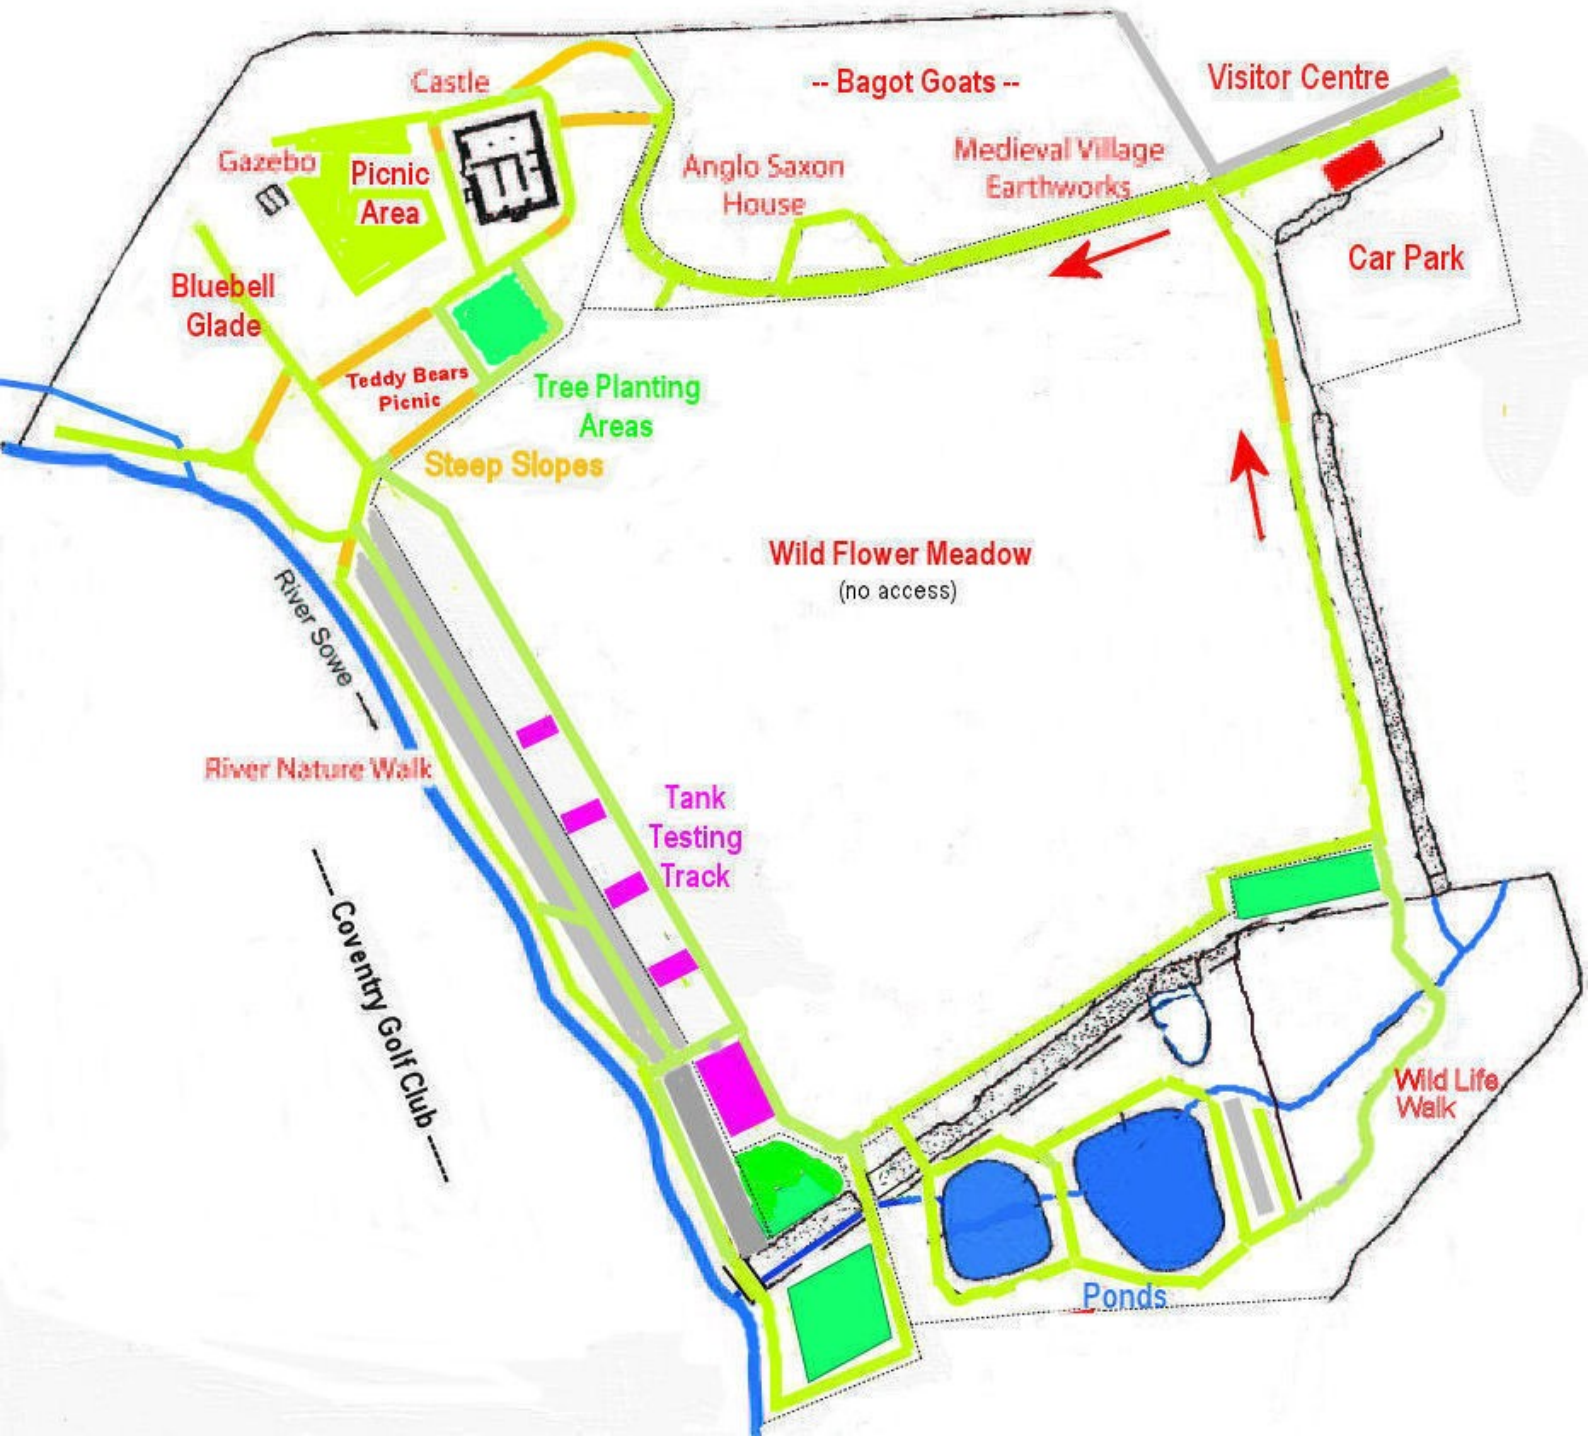 Castle
-- Bagot Goats --
Visitor Centre
Gazebo
Picnic
Area
Anglo Saxon
House
Medieval Village
Earthworks
Car Park
Bluebell
Glade
Teddy Bears
Picnic
Tree Planting
Areas
Steep Slopes
Wild Flower Meadow
(no access)
River Sowe
River Nature Walk
Tank
Testing
Track
---- Coventry Golf Club ----
Wild Life
Walk
Ponds